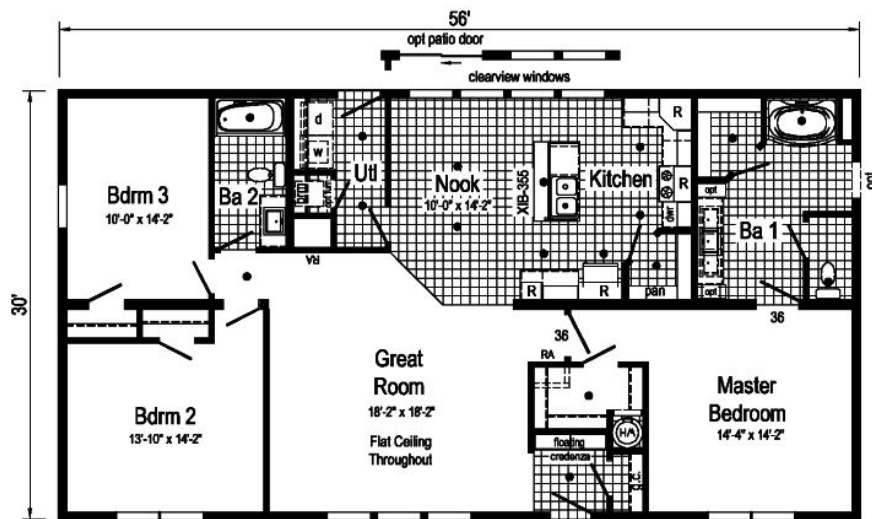 56'
opt patio door
clearview windows
30'
Bdrm 3
10'-0" x 14'-2"
Ba 2
d
w
opt furn
Utl
RA
Nook
10'-0" x 14'-2"
XIB-355
Kitchen
R
R
dwr
R
R
pan
opt
Ba 1
opt
opt
36
36
RA
Bdrm 2
13'-10" x 14'-2"
Great
Room
18'-2" x 18'-2"
Flat Ceiling
Throughout
floating
credenza
H/A
Master
Bedroom
14'-4" x 14'-2"